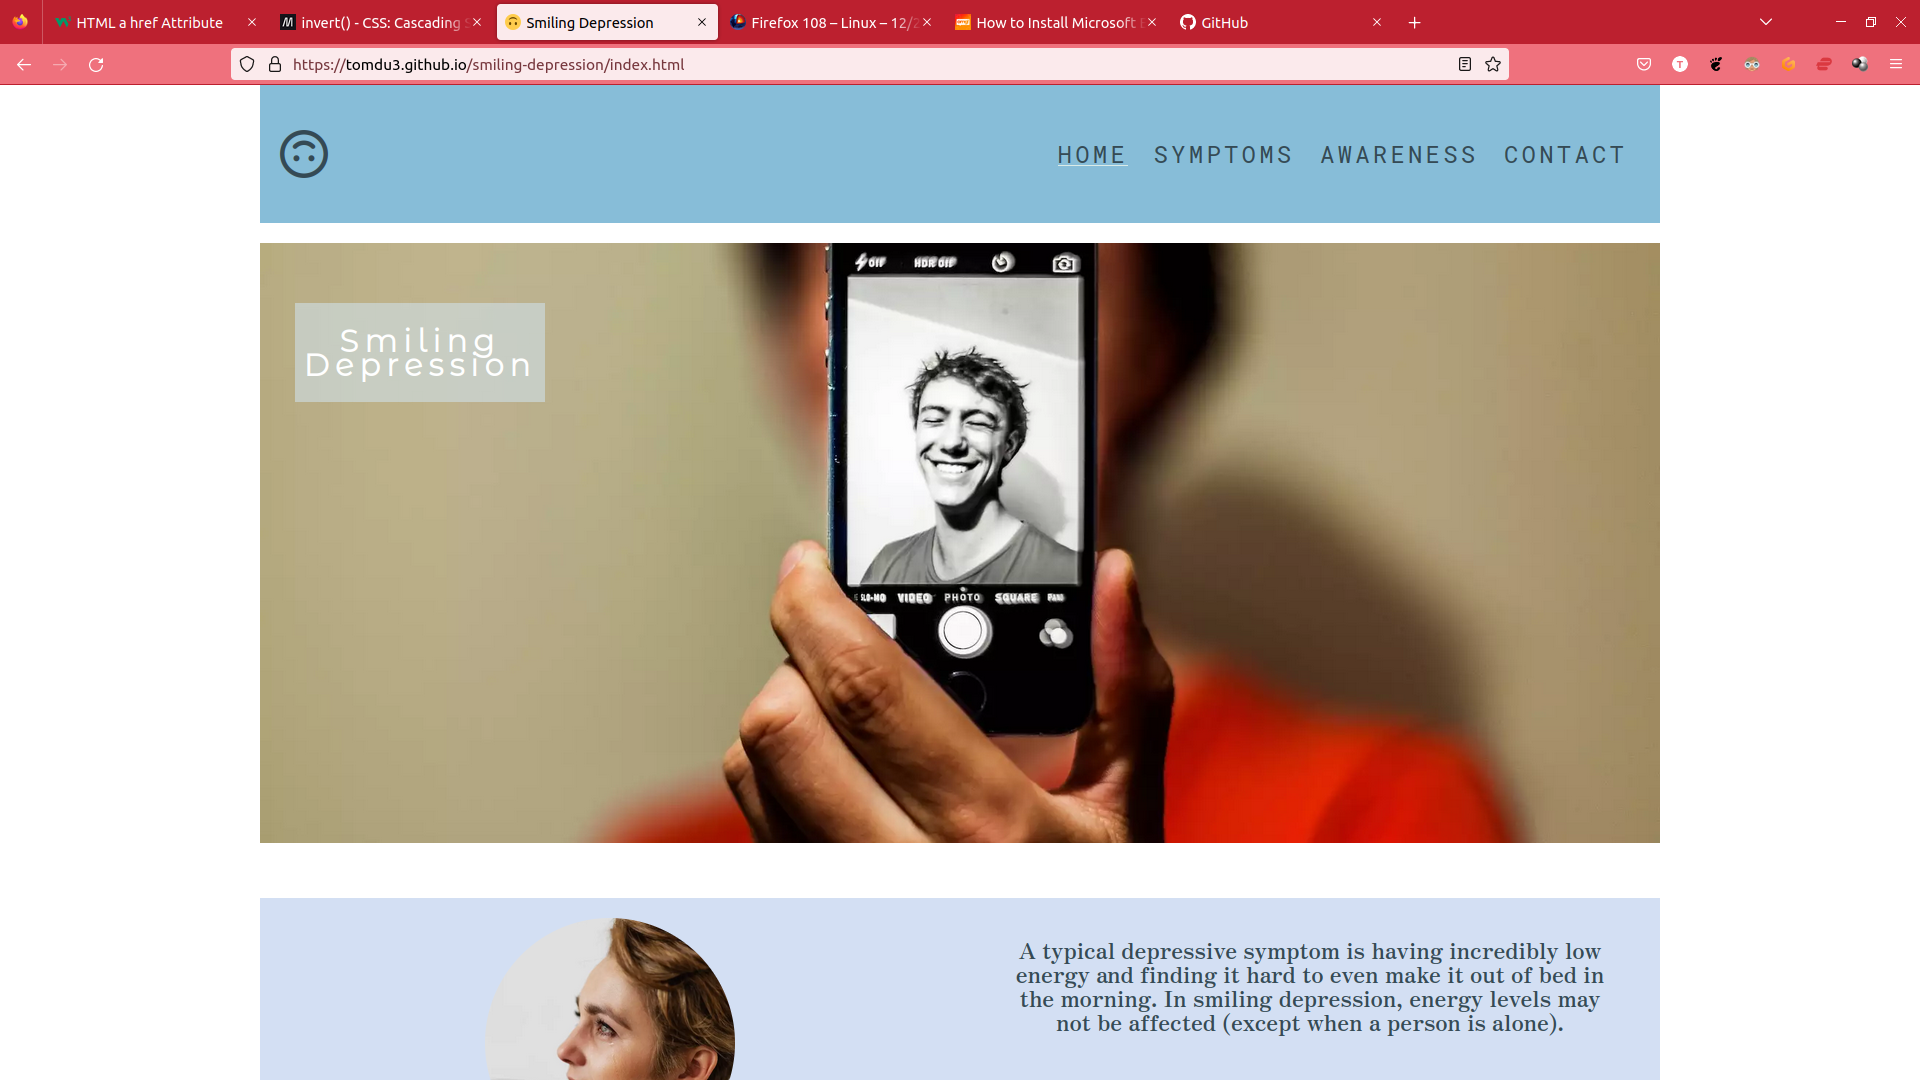 HTML a href Attribute
invert() - CSS: Cascading S
Smiling Depression
Firefox 108 – Linux – 12/2
How to Install Microsoft E
GitHub
https://tomdu3.github.io/smiling-depression/index.html
HOME SYMPTOMS AWARENESS CONTACT
OFF HDR OFF
Smiling
Depression
SLO-MO VIDEO PHOTO SQUARE PANO
A typical depressive symptom is having incredibly low
energy and finding it hard to even make it out of bed in
the morning. In smiling depression, energy levels may
not be affected (except when a person is alone).